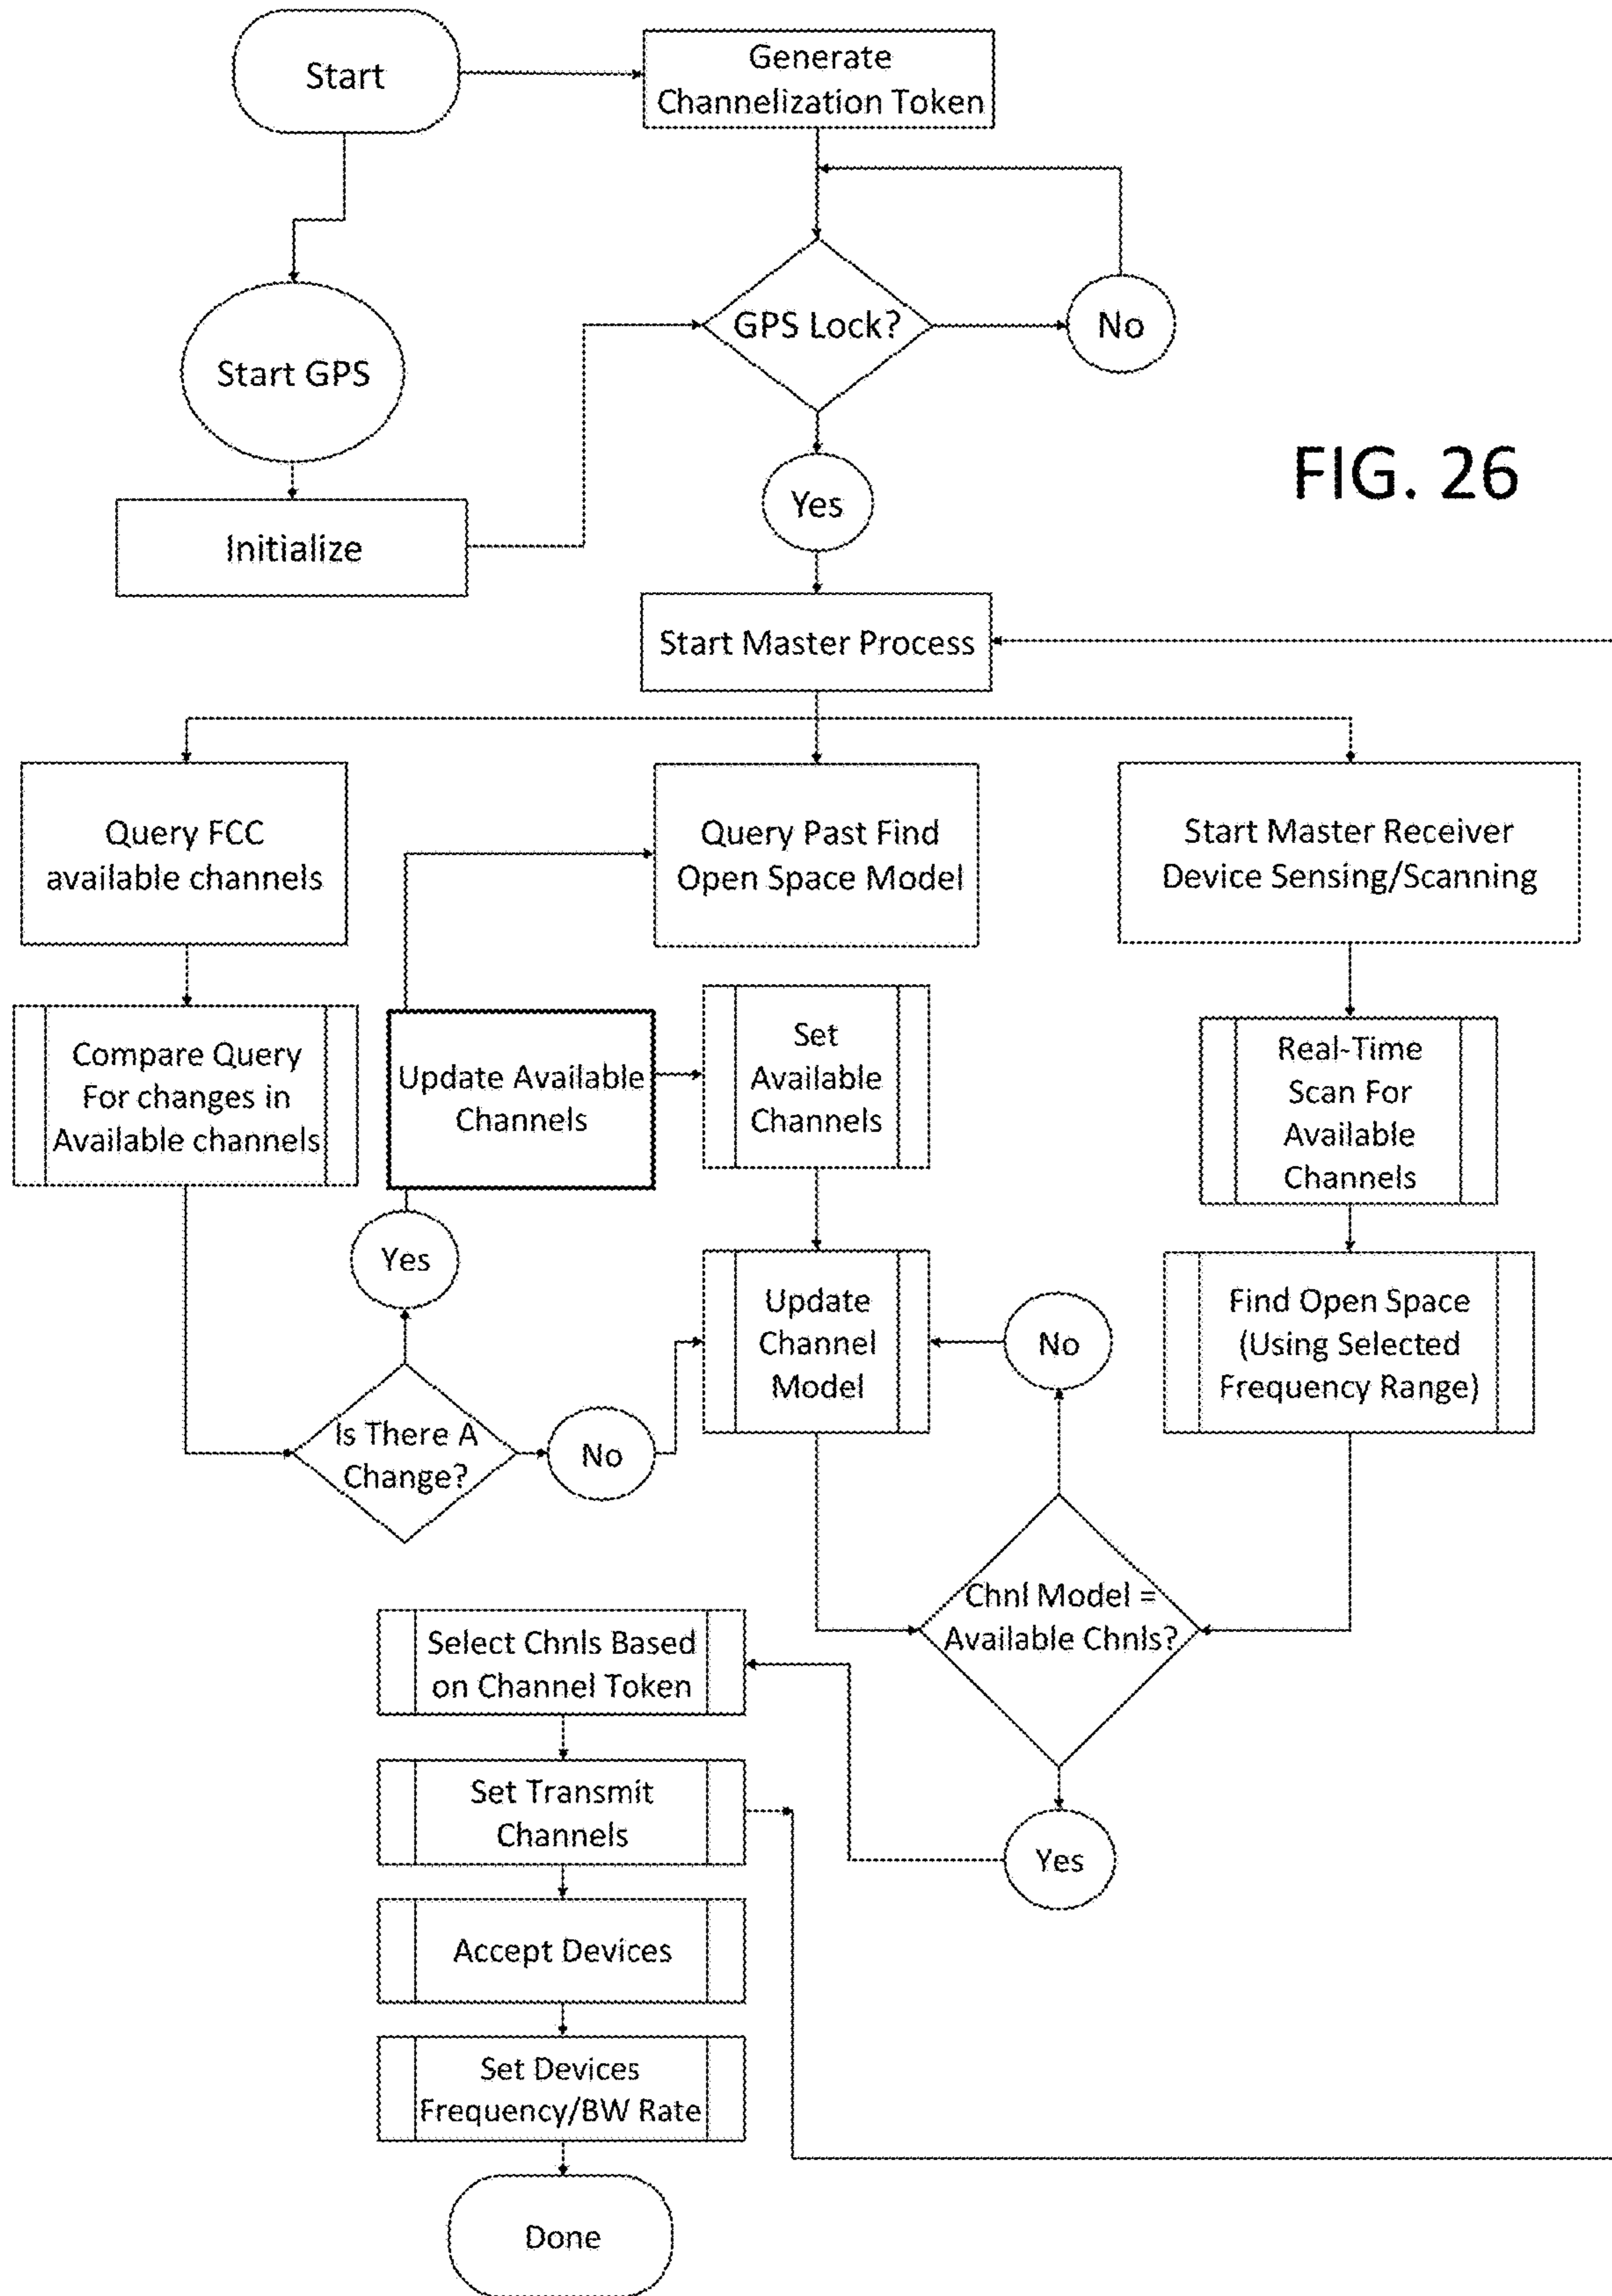 Start
Generate
Channelization Token
GPS Lock?
No
Start GPS
FIG. 26
Yes
Initialize
Start Master Process
Query FCC
available channels
Query Past Find
Open Space Model
Start Master Receiver
Device Sensing/Scanning
Compare Query
For changes in
Available channels
Update Available
Channels
Set
Available
Channels
Real-Time
Scan For
Available
Channels
Yes
Update
Channel
Model
No
Find Open Space
(Using Selected
Frequency Range)
Is There A
Change?
No
Chnl Model =
Available Chnls?
Select Chnls Based
on Channel Token
Set Transmit
Channels
Yes
Accept Devices
Set Devices
Frequency/BW Rate
Done